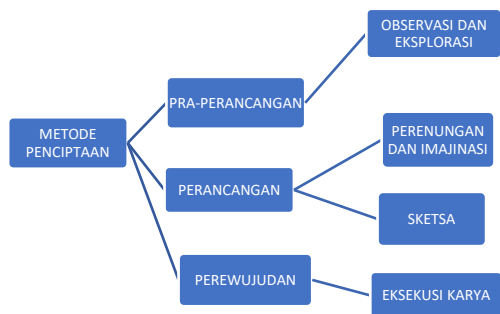 METODE
PENCIPTAAN
PRA-PERANCANGAN
OBSERVASI DAN
EKSPLORASI
PERANCANGAN
PERENUNGAN
DAN IMAJINASI
SKETSA
PEREWUJUDAN
EKSEKUSI KARYA